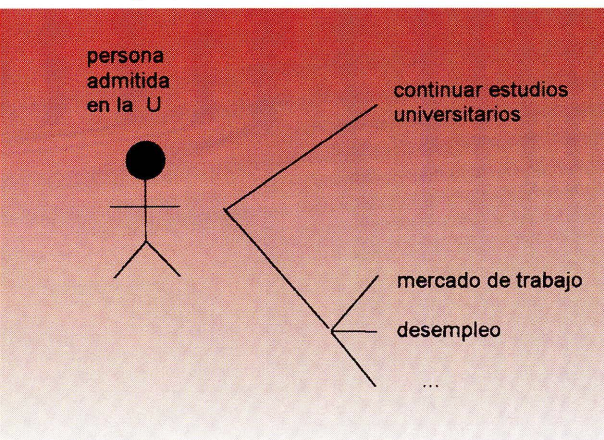 persona
admitida
en la U
continuar estudios
universitarios
mercado de trabajo
desempleo
...